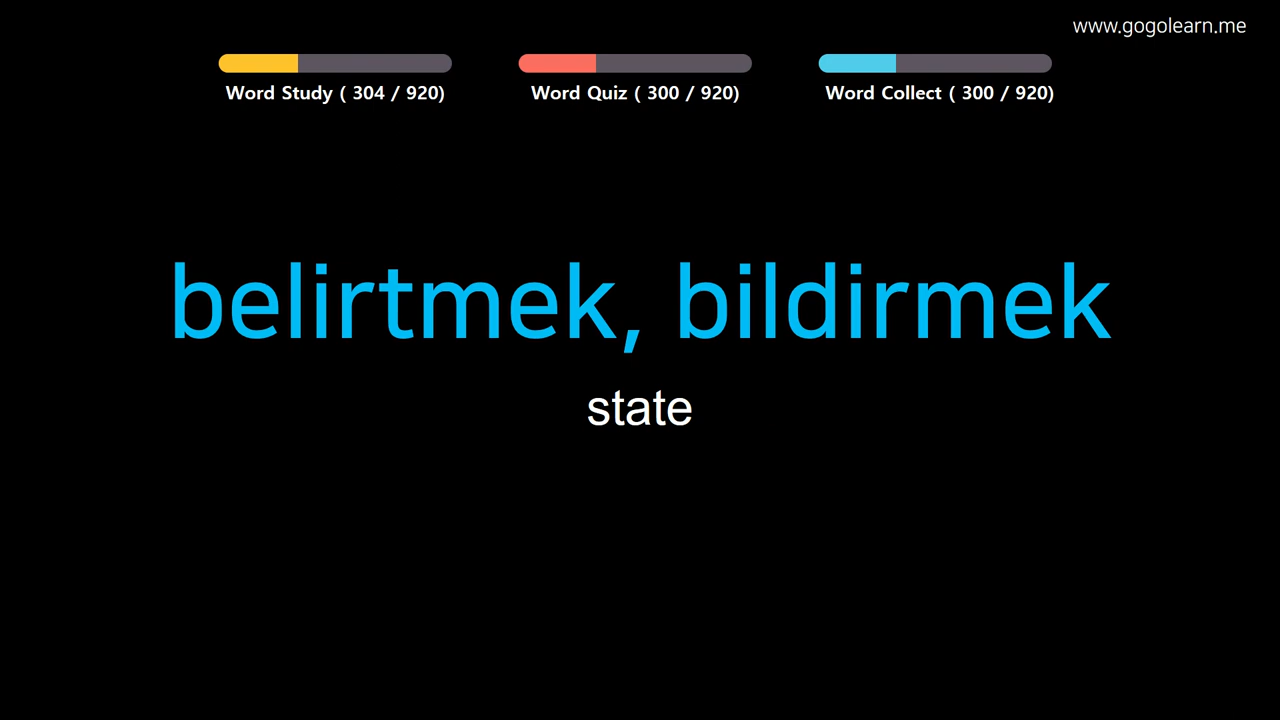 www.gogolearn.me
Word Study ( 304 / 920)
Word Quiz ( 300 / 920)
Word Collect ( 300 / 920)
belirtmek, bildirmek
state